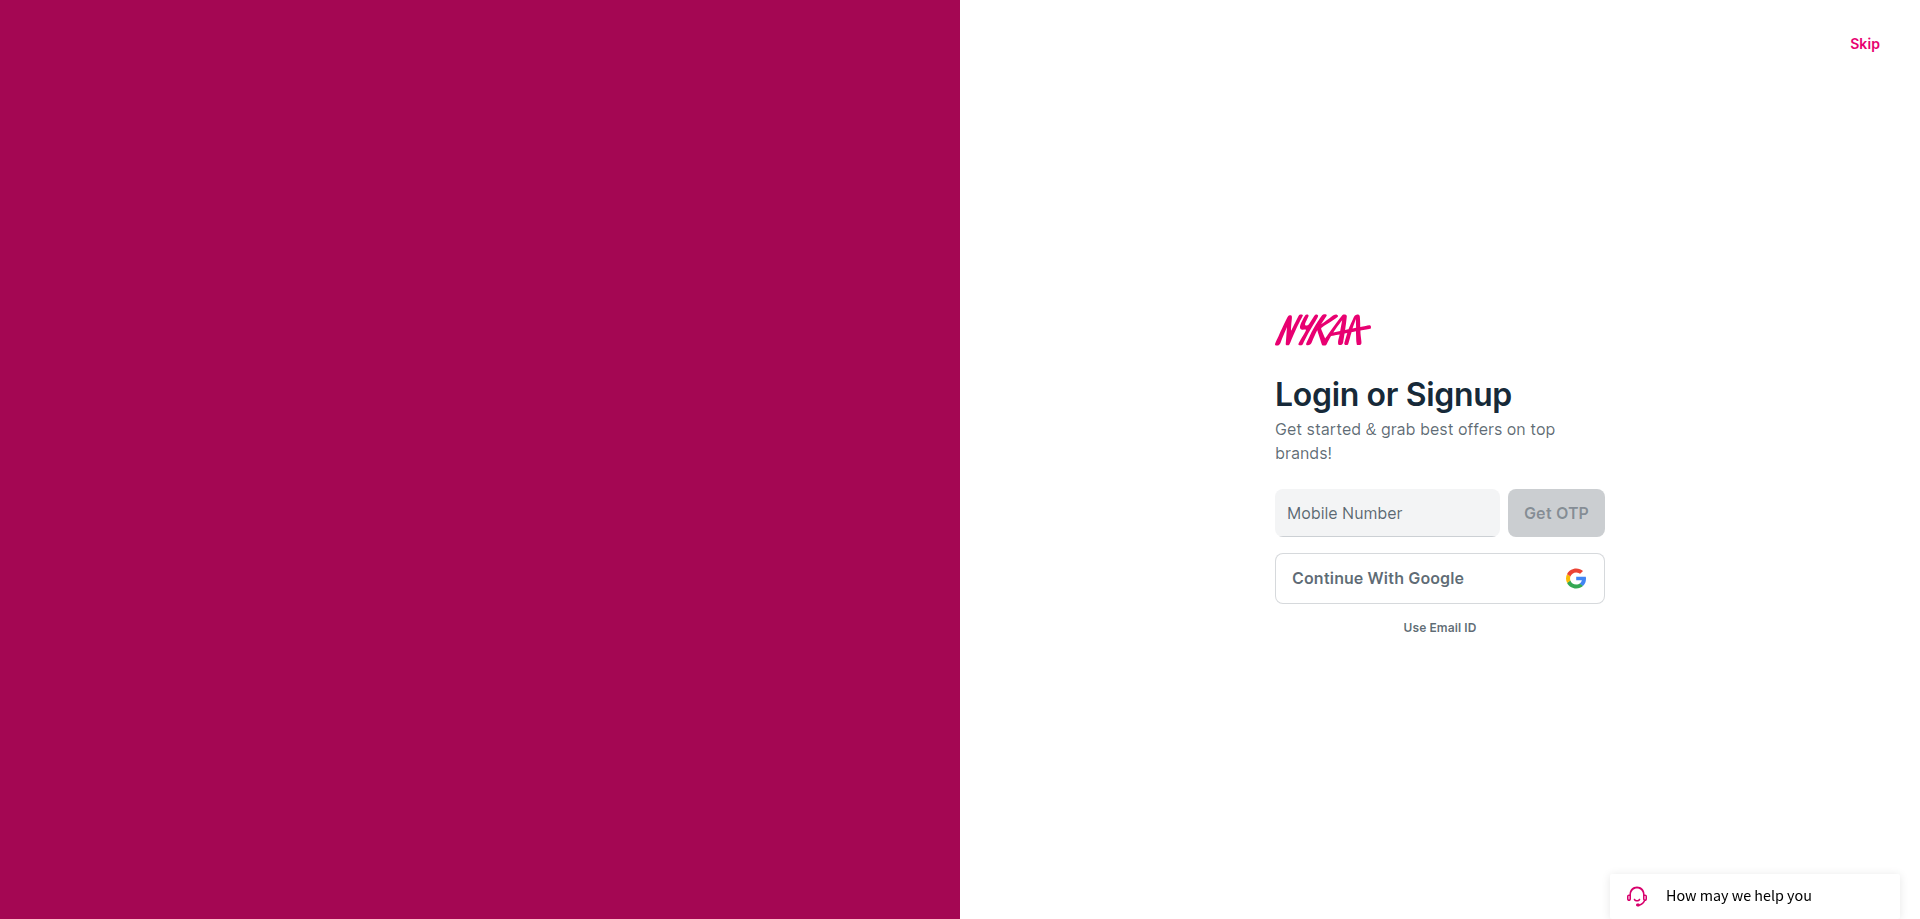 Skip
NYKAA
Login or Signup
Get started & grab best offers on top
brands!
Mobile Number
Get OTP
Continue With Google
Use Email ID
How may we help you